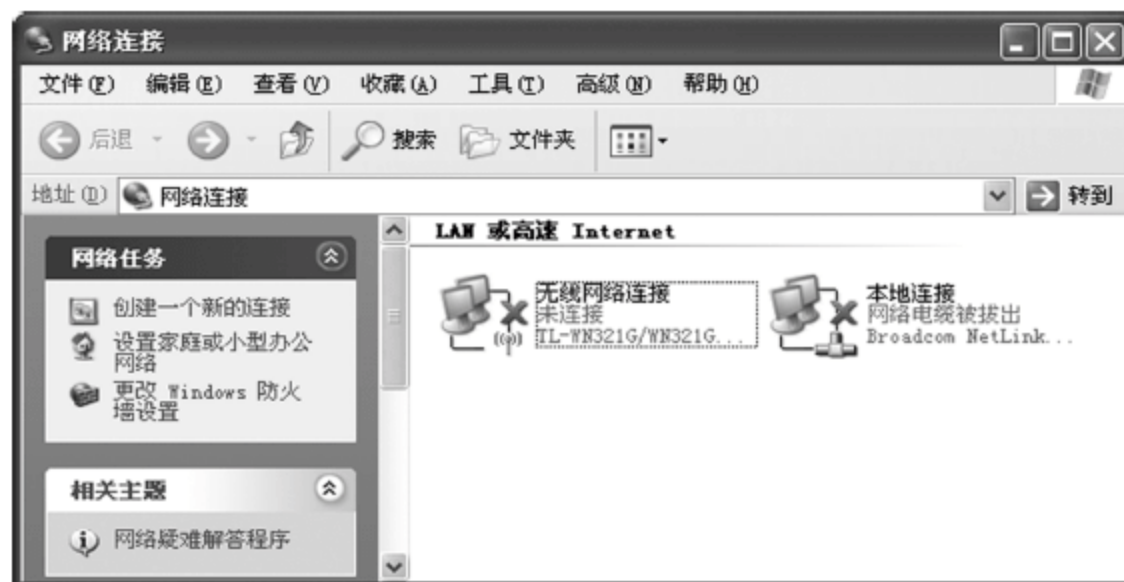 网络连接
文件(F) 编辑(E) 查看(V) 收藏(A) 工具(T) 高级(N) 帮助(H)
后退 搜索 文件夹
地址(D) 网络连接 转到
网络任务
创建一个新的连接
设置家庭或小型办公
网络
更改 Windows 防火
墙设置
相关主题
网络疑难解答程序
LAN 或高速 Internet
无线网络连接
未连接
TL-WN321G/WN321G...
本地连接
网络电缆被拔出
Broadcom NetLink...